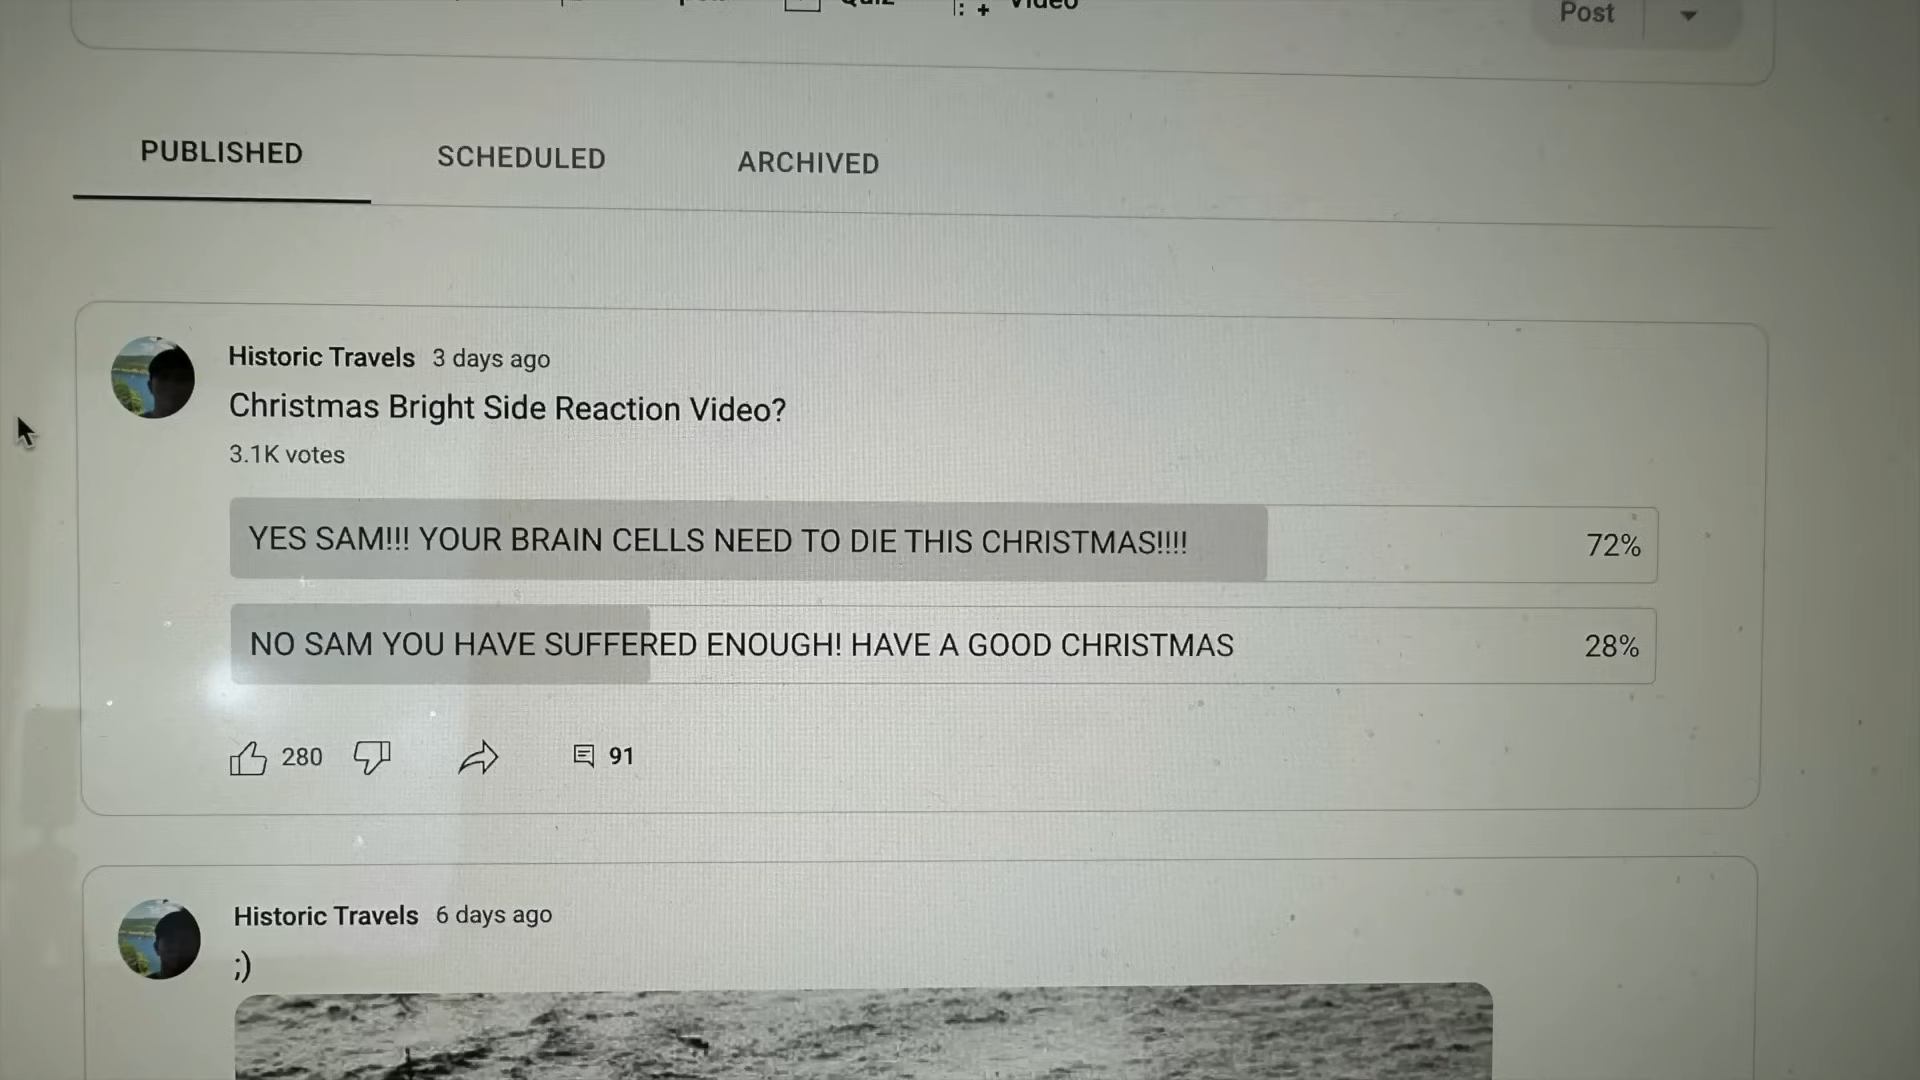 Quiz
Video
Post
PUBLISHED
SCHEDULED
ARCHIVED
Historic Travels 3 days ago
Christmas Bright Side Reaction Video?
3.1K votes
YES SAM!!! YOUR BRAIN CELLS NEED TO DIE THIS CHRISTMAS!!!! 72%
NO SAM YOU HAVE SUFFERED ENOUGH! HAVE A GOOD CHRISTMAS 28%
280
91
Historic Travels 6 days ago
;)